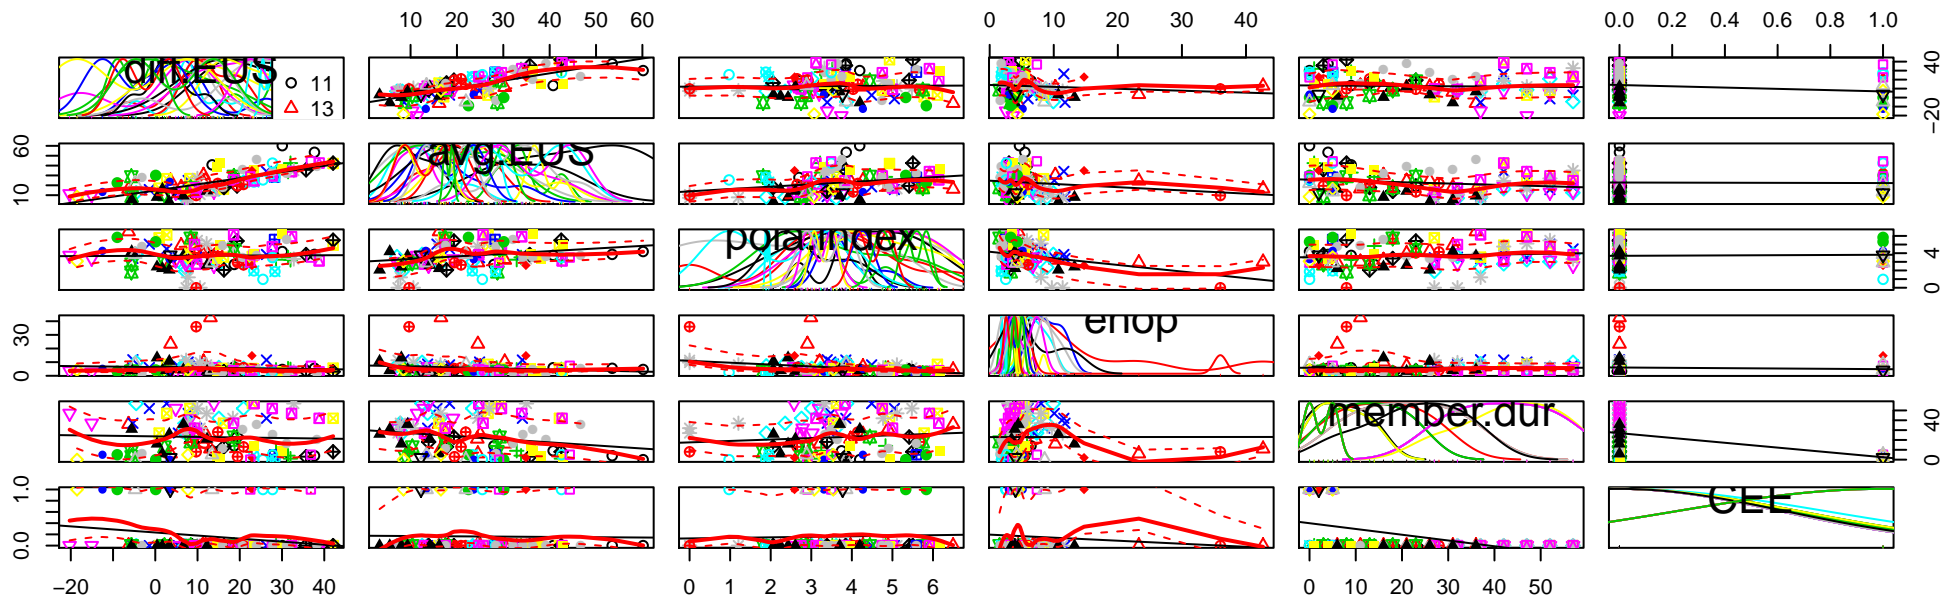 10 20 30 40 50 60
0 10 20 30 40
0.0 0.2 0.4 0.6 0.8 1.0
diff.EUS
11
13
−20 40
10 60
avg.EUS
pola.index
0 4
0 30
enop
member.dur
0 40
0.0 1.0
CEE
−20 0 10 20 30 40
0 1 2 3 4 5 6
0 10 20 30 40 50